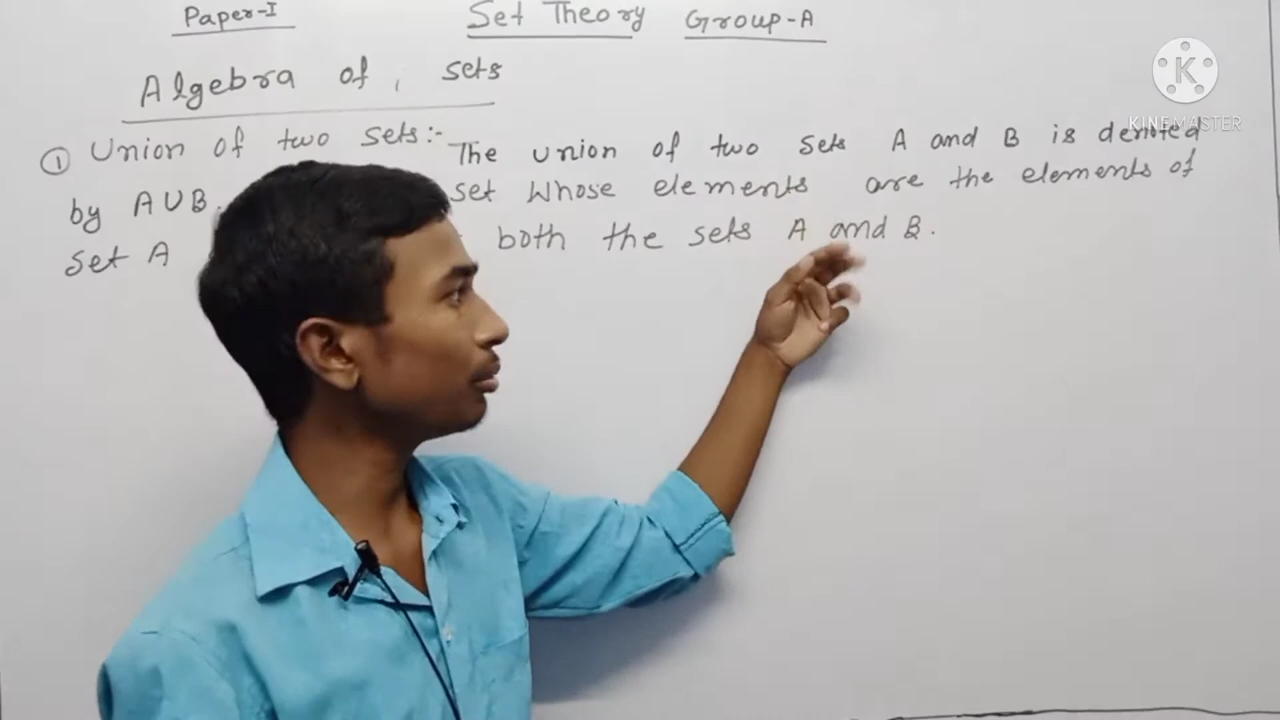 Paper-I Set Theory Group-A
Algebra of sets
① Union of two sets:- The union of two sets A and B is denoted
by AUB. set whose elements are the elements of
set A both the sets A and B.
K
KINEMASTER